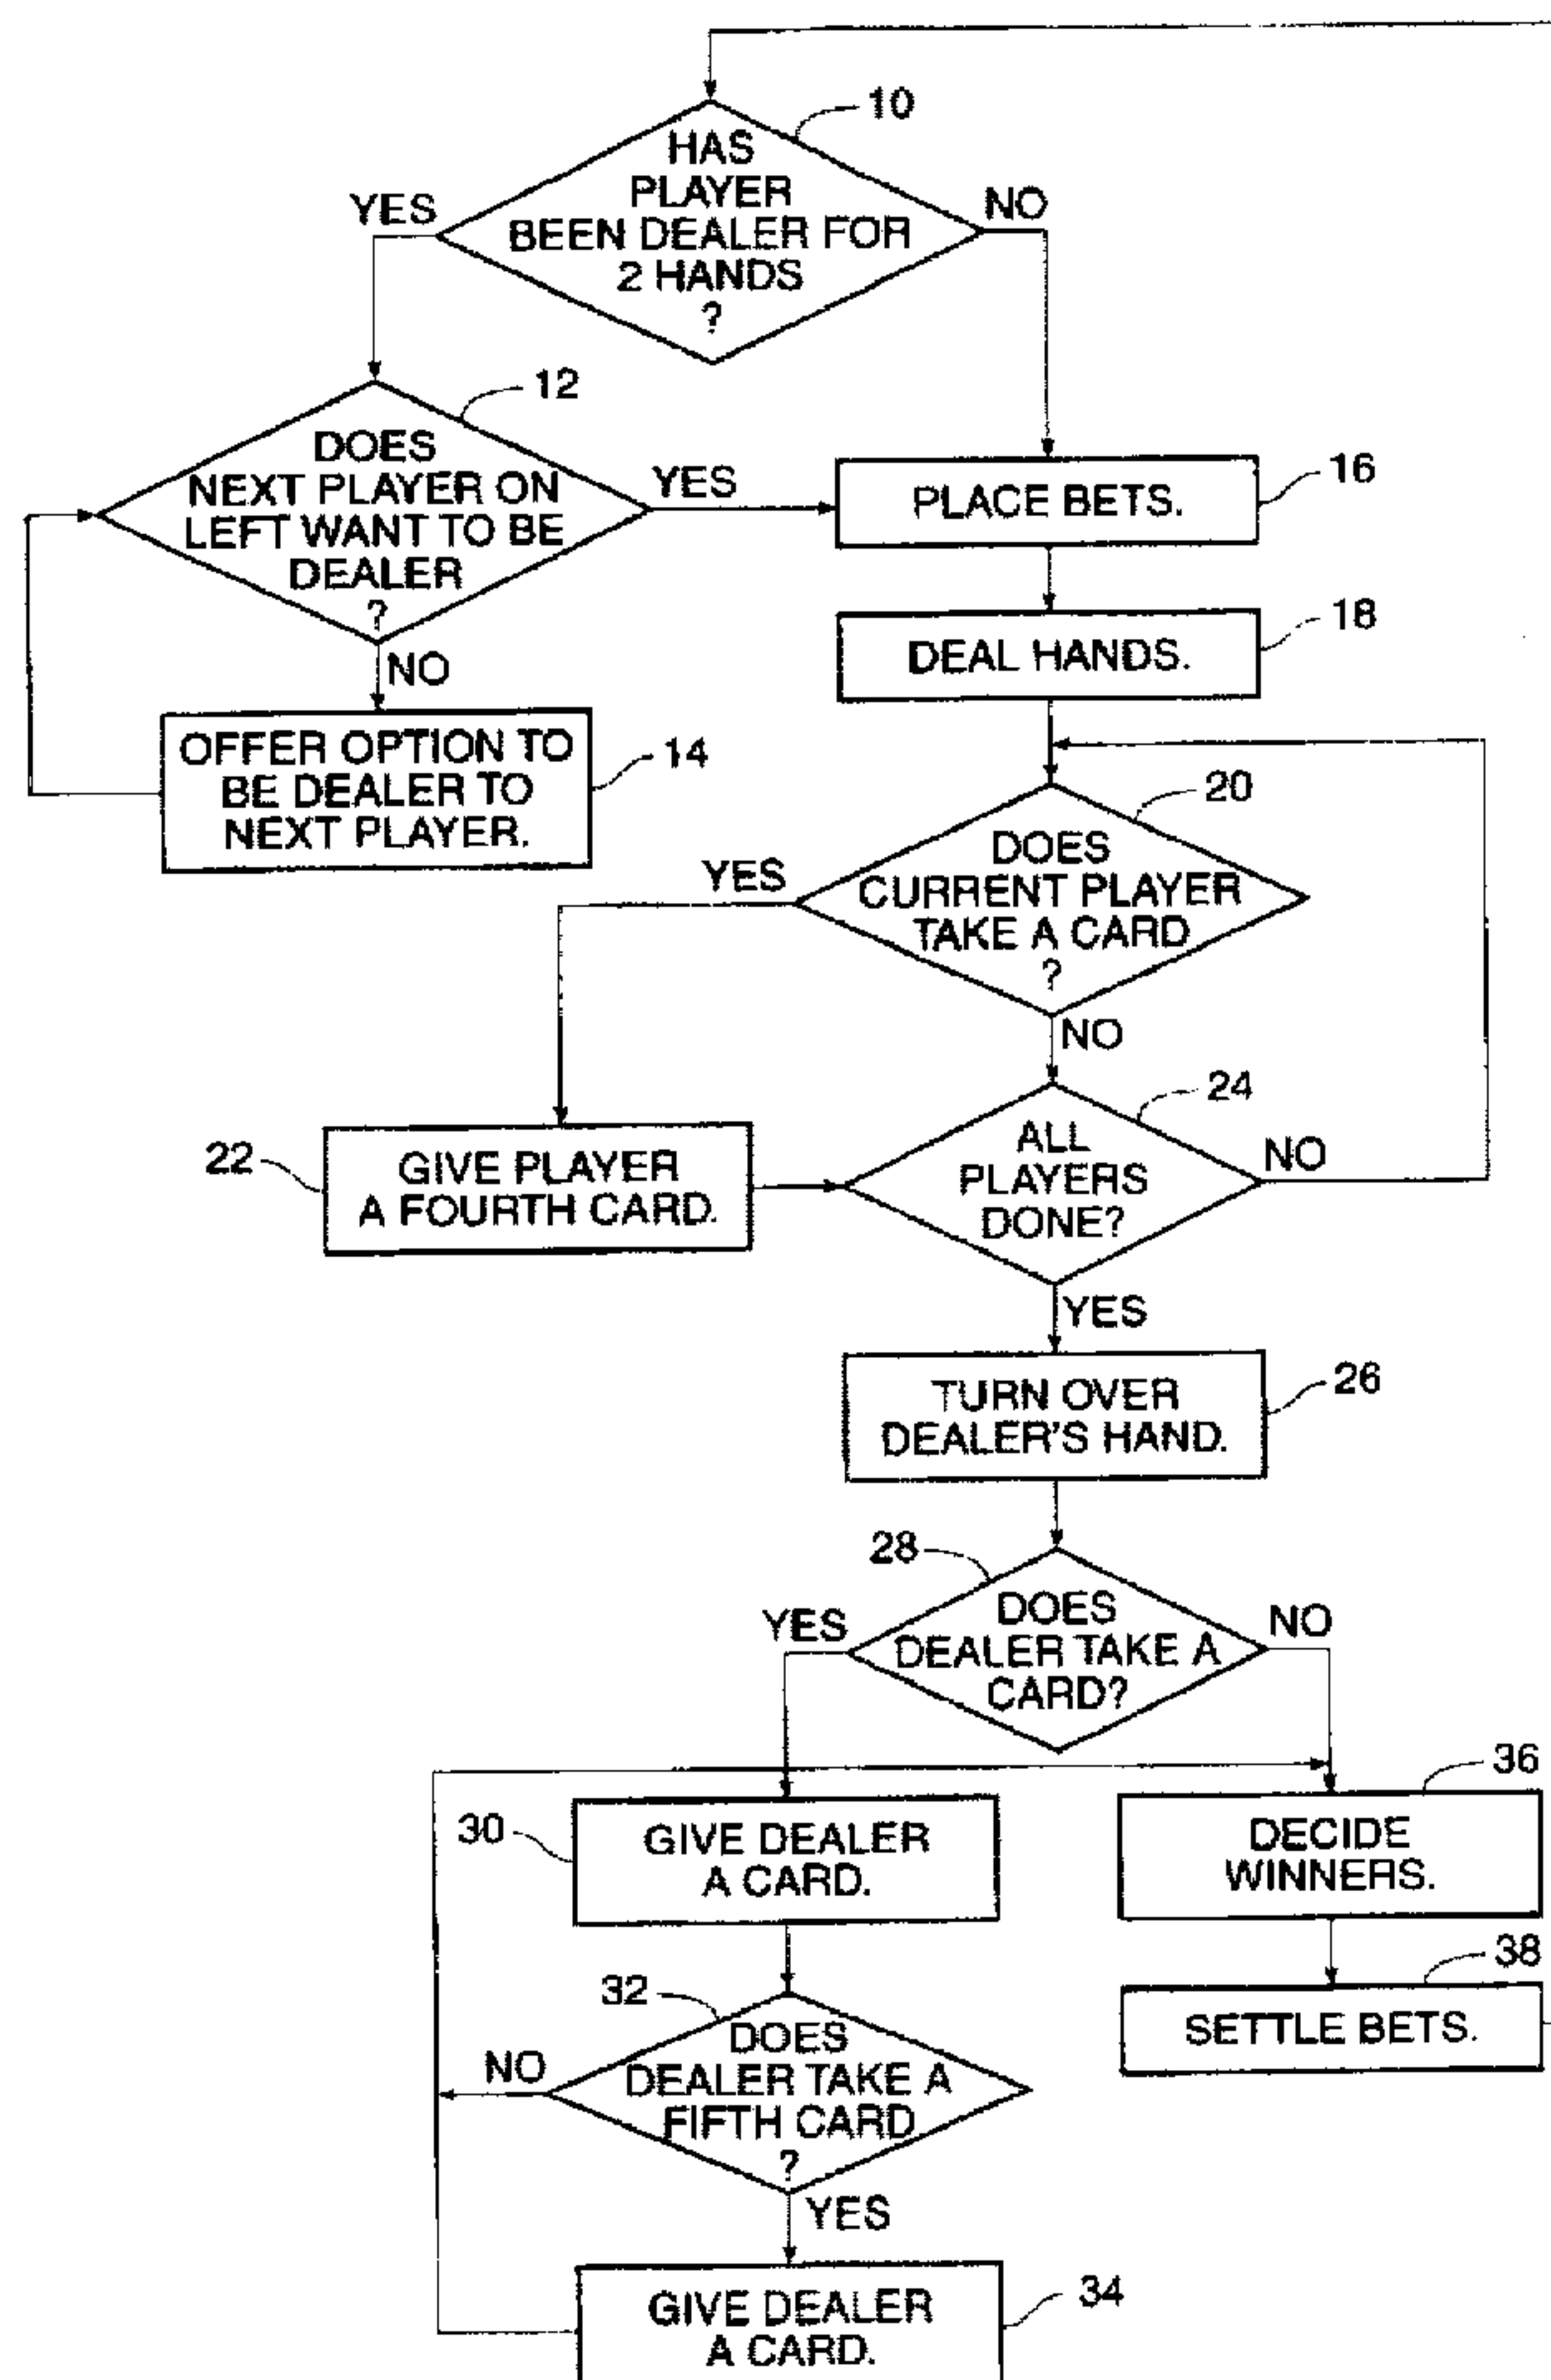 10
HAS
PLAYER
BEEN DEALER FOR
2 HANDS
?
YES
NO
12
DOES
NEXT PLAYER ON
LEFT WANT TO BE
DEALER
?
YES
NO
16
PLACE BETS.
18
DEAL HANDS.
14
OFFER OPTION TO
BE DEALER TO
NEXT PLAYER.
20
DOES
CURRENT PLAYER
TAKE A CARD
?
YES
NO
22
GIVE PLAYER
A FOURTH CARD.
24
ALL
PLAYERS
DONE?
NO
YES
26
TURN OVER
DEALER'S HAND.
28
DOES
DEALER TAKE A
CARD?
YES
NO
30
GIVE DEALER
A CARD.
36
DECIDE
WINNERS.
32
DOES
DEALER TAKE A
FIFTH CARD
?
NO
YES
38
SETTLE BETS.
34
GIVE DEALER
A CARD.